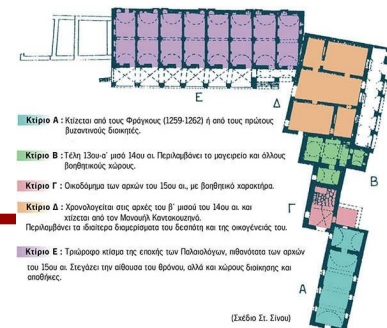 Ε
Δ
Κτίριο Α : Κτίζεται από τους Φράγκους (1259-1262) ή από τους πρώτους
βυζαντινούς διοικητές.
Κτίριο Β : Τέλη 13ου-α΄ μισό 14ου αι. Περιλαμβάνει το μαγειρείο και άλλους
βοηθητικούς χώρους.
Β
Κτίριο Γ : Οικοδόμημα των αρχών του 15ου αι., με βοηθητικό χαρακτήρα.
Κτίριο Δ : Χρονολογείται στις αρχές του β΄ μισού του 14ου αι. και
χτίζεται από τον Μανουήλ Καντακουζηνό.
Περιλαμβάνει τα ιδιαίτερα διαμερίσματα του δεσπότη και της οικογένειάς του.
Γ
Κτίριο Ε : Τριώροφο κτίσμα της εποχής των Παλαιολόγων, πιθανότατα των αρχών
του 15ου αι. Στεγάζει την αίθουσα του θρόνου, αλλά και χώρους διοίκησης και
αποθήκες.
Α
(Σχέδιο Στ. Σίνου)